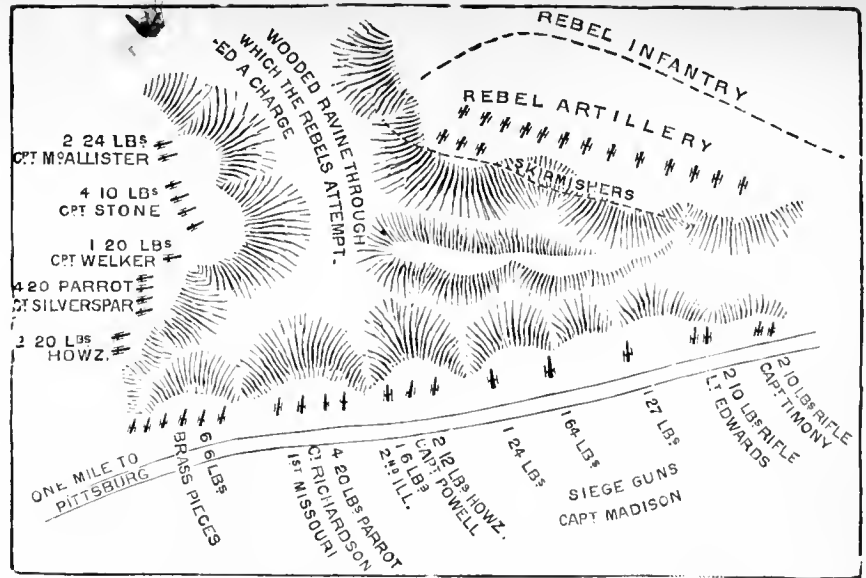 WOODED RAVINE THROUGH
WHICH THE REBELS ATTEMPT-
-ED A CHARGE
REBEL INFANTRY
REBEL ARTILLERY
SKIRMISHERS
2 24 LBS
CPT McALLISTER
4 10 LBS
CPT STONE
1 20 LBS
CPT WELKER
4 20 PARROT
CT SILVERSPAR
2 20 LBS
HOWZ.
ONE MILE TO
PITTSBURG
6 6 LBS
BRASS PIECES
4 20 LBS PARROT
CT RICHARDSON
1ST MISSOURI
2 12 LBS HOWZ.
CAPT POWELL
1 6 LBS
2ND ILL.
1 24 LBS
1 64 LBS
1 27 LBS
SIEGE GUNS
CAPT MADISON
2 10 LBS RIFLE
LT EDWARDS
2 10 LBS RIFLE
CAPT TIMONY